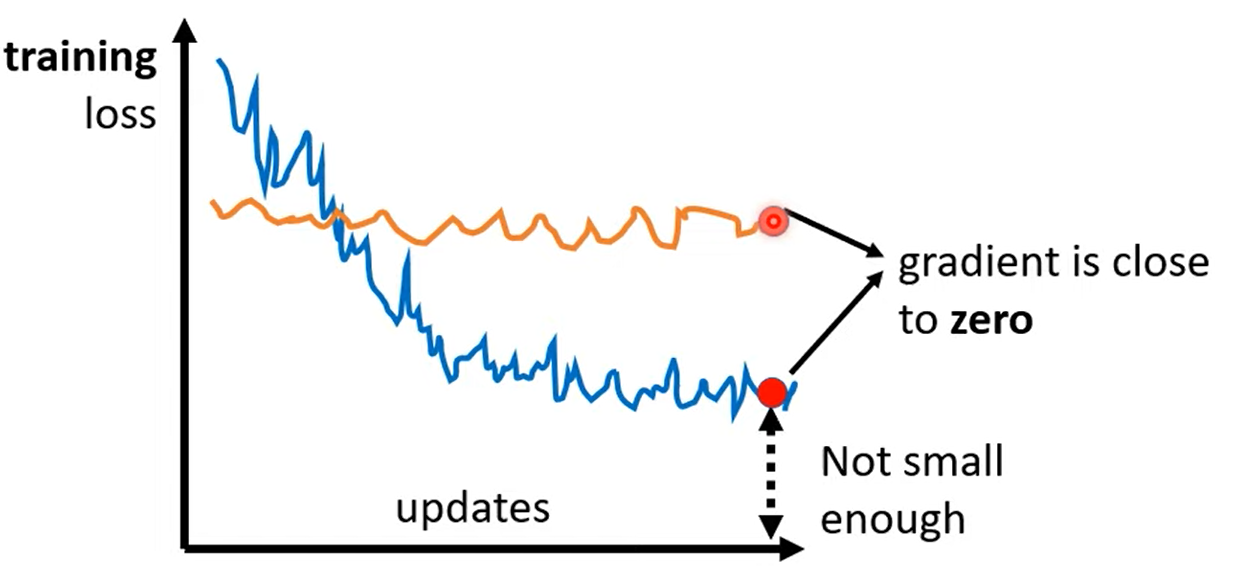 training
loss
gradient is close
to zero
Not small
enough
updates